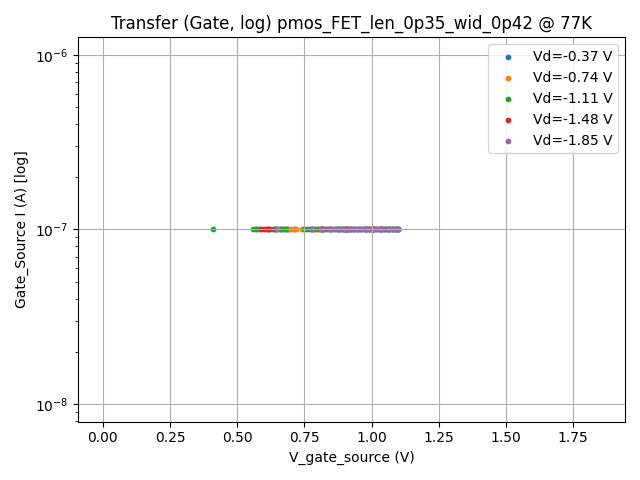 Transfer (Gate, log) pmos_FET_len_0p35_wid_0p42 @ 77K
Gate_Source I (A) [log]
10⁻⁶
10⁻⁷
10⁻⁸
Vd=-0.37 V
Vd=-0.74 V
Vd=-1.11 V
Vd=-1.48 V
Vd=-1.85 V
0.00 0.25 0.50 0.75 1.00 1.25 1.50 1.75
V_gate_source (V)